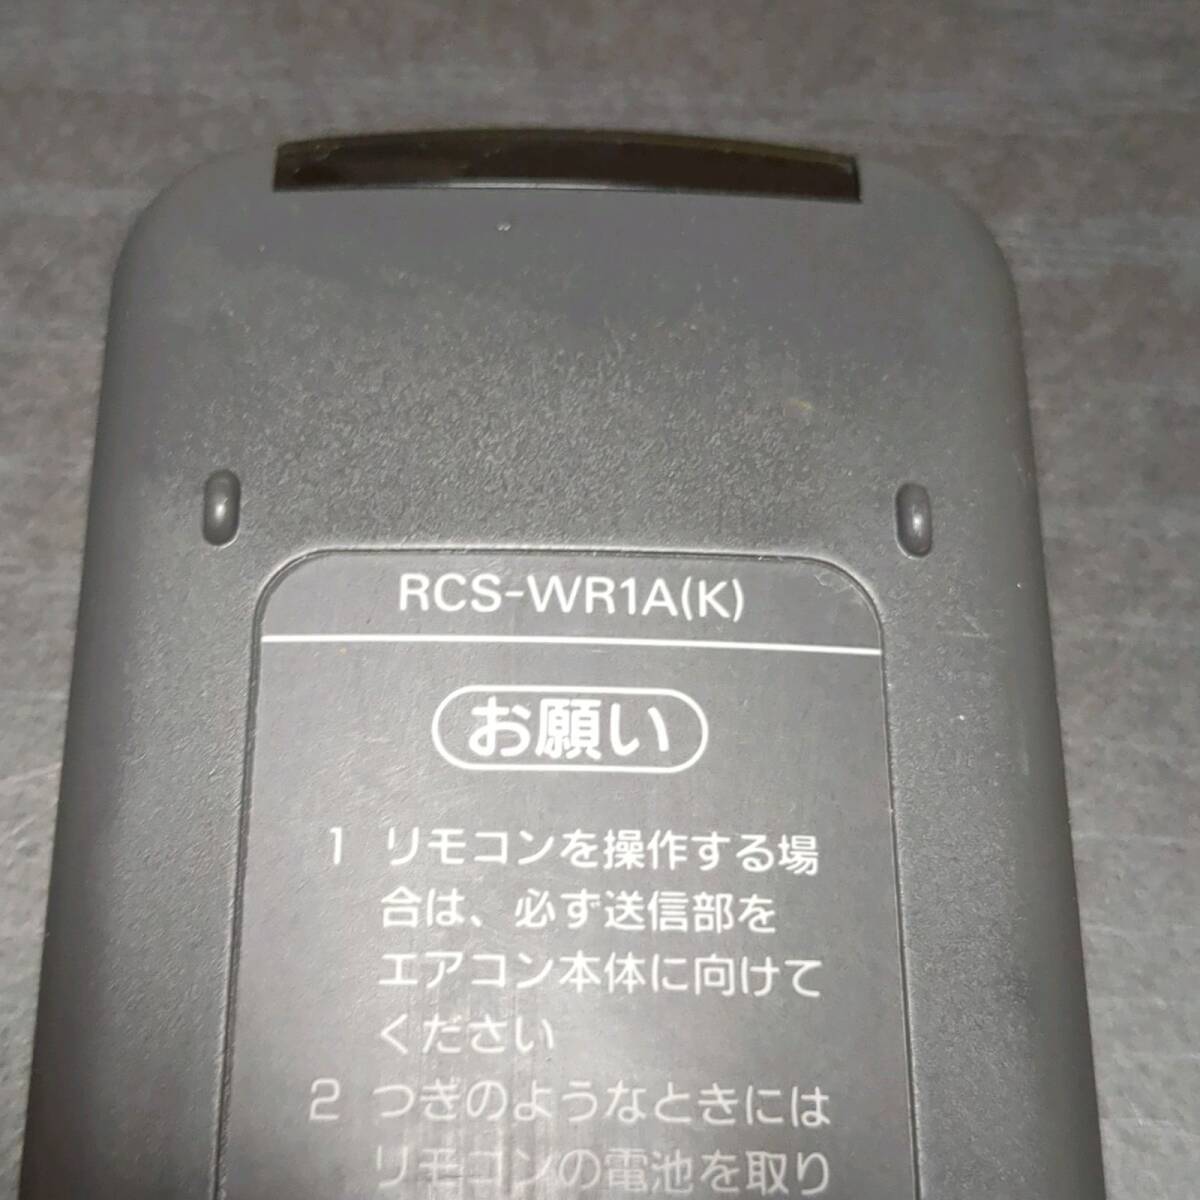 RCS-WR1A(K)
お願い
1 リモコンを操作する場
合は、必ず送信部を
エアコン本体に向けて
ください
2 つぎのようなときには
リモコンの電池を取り